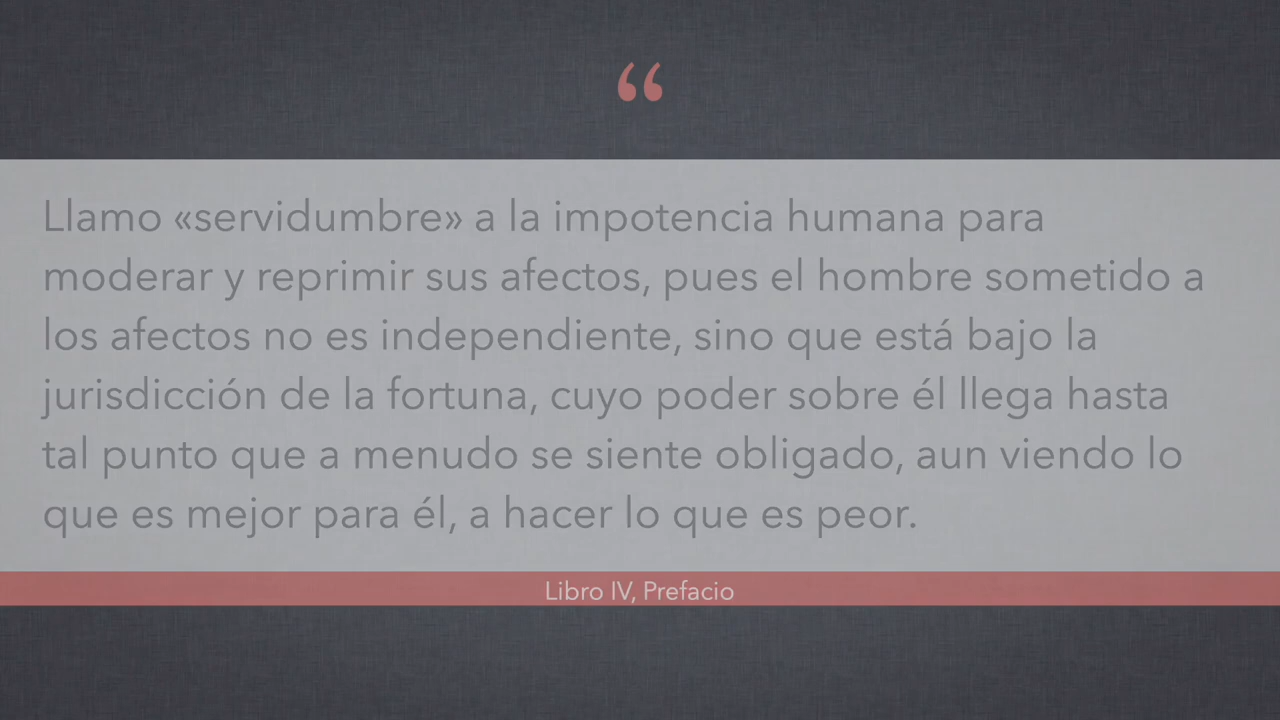 “
Llamo «servidumbre» a la impotencia humana para
moderar y reprimir sus afectos, pues el hombre sometido a
los afectos no es independiente, sino que está bajo la
jurisdicción de la fortuna, cuyo poder sobre él llega hasta
tal punto que a menudo se siente obligado, aun viendo lo
que es mejor para él, a hacer lo que es peor.
Libro IV, Prefacio